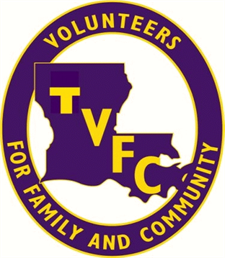 VOLUNTEERS
TVFC
FOR FAMILY AND COMMUNITY